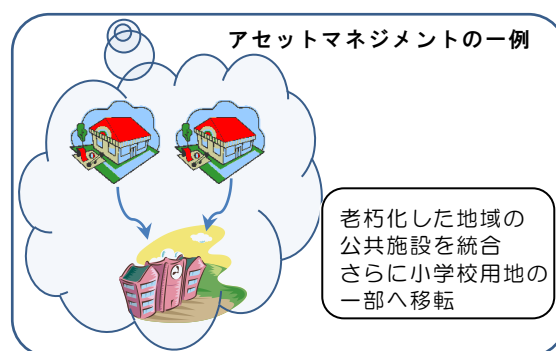 アセットマネジメントの一例
老朽化した地域の
公共施設を統合
さらに小学校用地の
一部へ移転